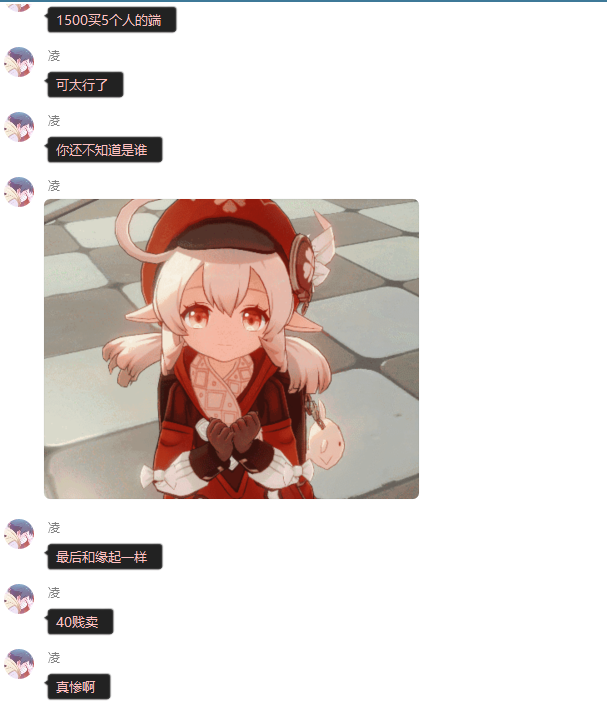 1500买5个人的端
凌
可太行了
凌
你还不知道是谁
凌
凌
最后和缘起一样
凌
40贱卖
凌
真惨啊